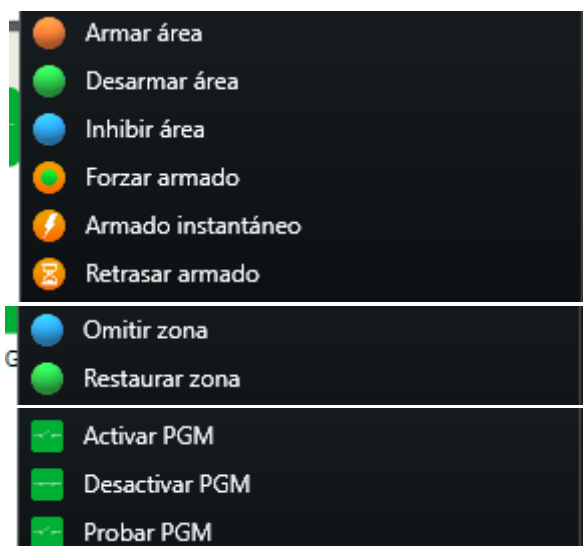 Armar área
Desarmar área
Inhibir área
Forzar armado
Armado instantáneo
Retrasar armado
Omitir zona
G
Restaurar zona
Activar PGM
Desactivar PGM
Probar PGM